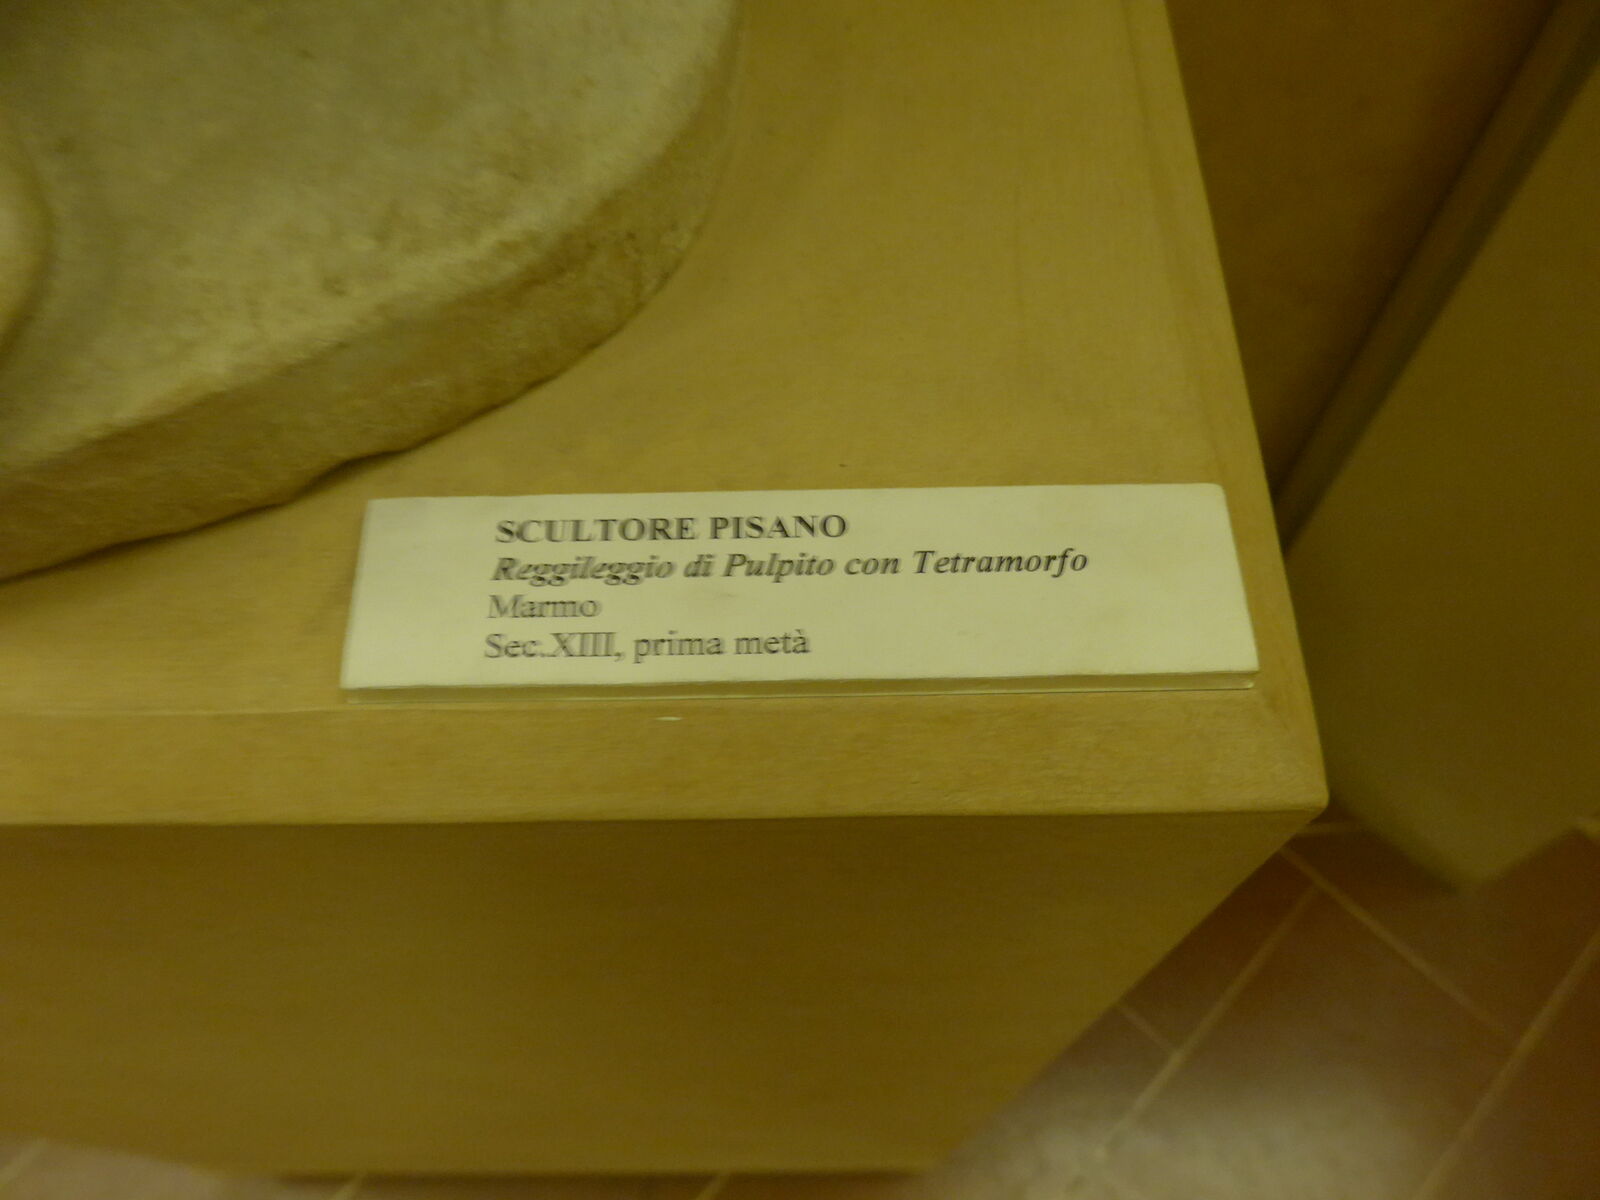 SCULTORE PISANO
Reggileggio di Pulpito con Tetramorfo
Marmo
Sec.XIII, prima metà